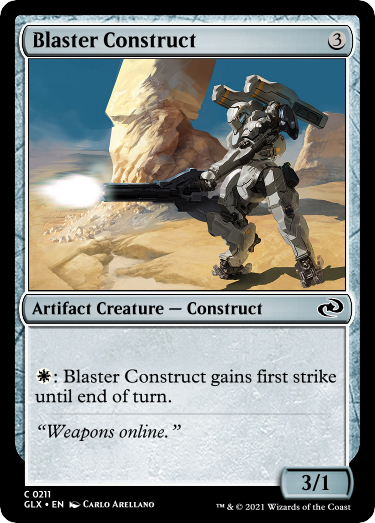 Blaster Construct 3
Artifact Creature — Construct
: Blaster Construct gains first strike
until end of turn.
“Weapons online.”
3/1
C 0211
GLX • EN Carlo Arellano
™ & © 2021 Wizards of the Coast